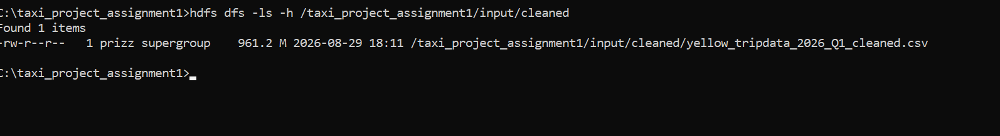 C:\taxi_project_assignment1>hdfs dfs -ls -h /taxi_project_assignment1/input/cleaned
Found 1 items
-rw-r--r--   1 prizz supergroup    961.2 M 2026-08-29 18:11 /taxi_project_assignment1/input/cleaned/yellow_tripdata_2026_Q1_cleaned.csv
C:\taxi_project_assignment1>